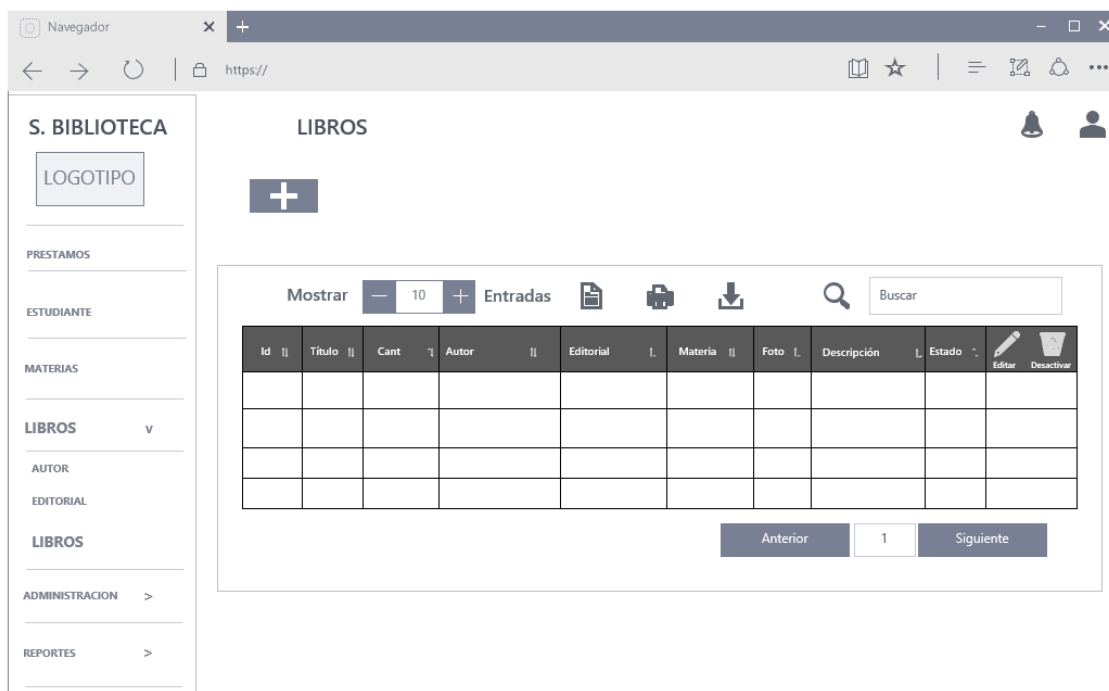 Navegador
https://
S. BIBLIOTECA
LOGOTIPO
PRESTAMOS
ESTUDIANTE
MATERIAS
LIBROS v
AUTOR
EDITORIAL
LIBROS
ADMINISTRACION >
REPORTES >
LIBROS
Mostrar 10 Entradas
Buscar
Id Título Cant Autor Editorial Materia Foto Descripción Estado Editar Desactivar
Anterior 1 Siguiente